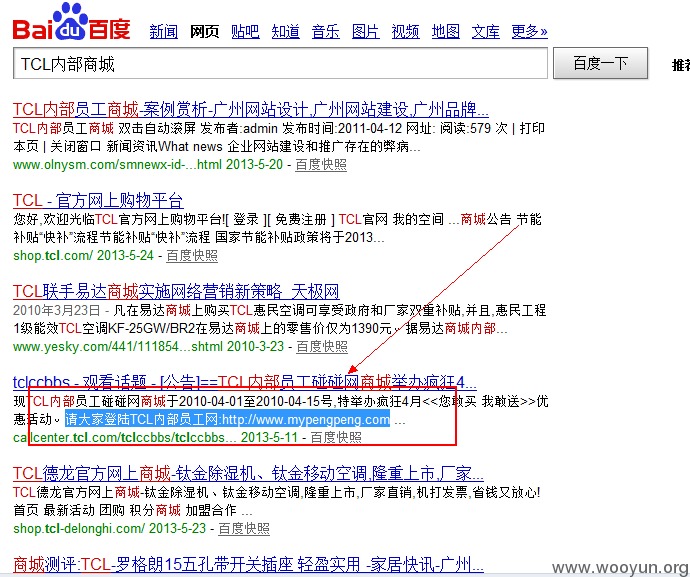 Bai du 百度 新闻 网页 贴吧 知道 音乐 图片 视频 地图 文库 更多»
TCL内部商城 百度一下 推荐
TCL内部员工商城-案例赏析-广州网站设计,广州网站建设,广州品牌...
TCL内部员工商城 双击自动滚屏 发布者:admin 发布时间:2011-04-12 网址: 阅读:579 次 | 打印
本页 | 关闭窗口 新闻资讯What news 企业网站建设和推广存在的弊病...
www.olnysm.com/smnewx-id-...html 2013-5-20 - 百度快照
TCL - 官方网上购物平台
您好,欢迎光临TCL官方网上购物平台![ 登录 ][ 免费注册 ] TCL官网 我的空间 ...商城公告 节能
补贴“快补”流程节能补贴“快补”流程 国家节能补贴政策将于2013...
shop.tcl.com/ 2013-5-24 - 百度快照
TCL联手易达商城实施网络营销新策略_天极网
2010年3月23日 - 凡在易达商城上购买TCL惠民空调可享受政府和厂家双重补贴,并且,惠民工程
1级能效TCL空调KF-25GW/BR2在易达商城上的零售价仅为1390元。据易达商城内部...
www.yesky.com/441/111854...shtml 2010-3-23 - 百度快照
tclccbbs - 观看话题 - [公告]==TCL内部员工碰碰网商城举办疯狂4...
现TCL内部员工碰碰网商城于2010-04-01至2010-04-15号,特举办疯狂4月<<您敢买 我敢送>>优
惠活动。请大家登陆TCL内部员工网:http://www.mypengpeng.com ...
callcenter.tcl.com/tclccbbs/tclccbbs... 2013-5-11 - 百度快照
TCL德龙官方网上商城-钛金除湿机、钛金移动空调,隆重上市,厂家...
TCL德龙官方网上商城-钛金除湿机、钛金移动空调,隆重上市,厂家直销,机打发票,省钱又放心!
首页 最新活动 团购 积分商城 加盟合作 ...
shop.tcl-delonghi.com/ 2013-5-23 - 百度快照
商城测评:TCL-罗格朗15五孔带开关插座 轻盈实用 -家居快讯-广州...
www.wooyun.org